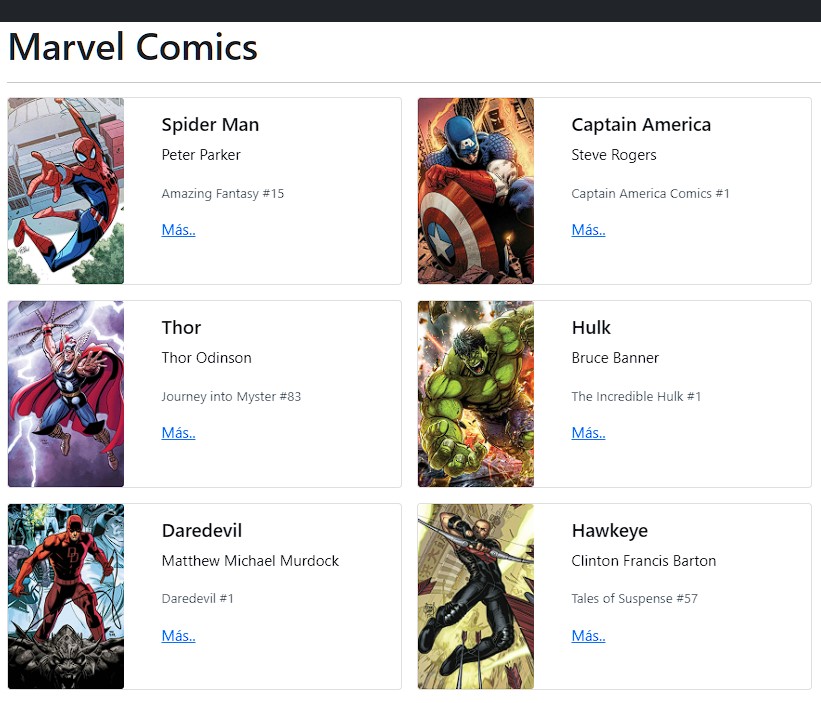 Marvel Comics
Spider Man
Peter Parker
Amazing Fantasy #15
Más..
Captain America
Steve Rogers
Captain America Comics #1
Más..
Thor
Thor Odinson
Journey into Myster #83
Más..
Hulk
Bruce Banner
The Incredible Hulk #1
Más..
Daredevil
Matthew Michael Murdock
Daredevil #1
Más..
Hawkeye
Clinton Francis Barton
Tales of Suspense #57
Más..